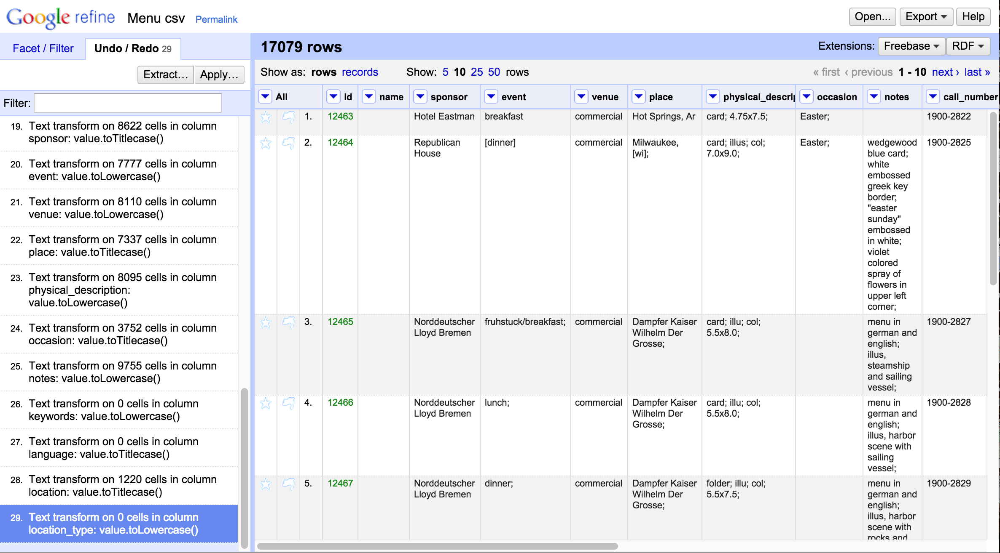 Google refine Menu csv Permalink Open... Export Help
Facet / Filter Undo / Redo 29
Extract... Apply...
Filter:
19. Text transform on 8622 cells in column
sponsor: value.toTitlecase()
20. Text transform on 7777 cells in column
event: value.toLowercase()
21. Text transform on 8110 cells in column
venue: value.toLowercase()
22. Text transform on 7337 cells in column
place: value.toTitlecase()
23. Text transform on 8095 cells in column
physical_description:
value.toLowercase()
24. Text transform on 3752 cells in column
occasion: value.toTitlecase()
25. Text transform on 9755 cells in column
notes: value.toLowercase()
26. Text transform on 0 cells in column
keywords: value.toLowercase()
27. Text transform on 0 cells in column
language: value.toTitlecase()
28. Text transform on 1220 cells in column
location: value.toTitlecase()
29. Text transform on 0 cells in column
location_type: value.toLowercase()
17079 rows Extensions: Freebase RDF
Show as: rows records Show: 5 10 25 50 rows « first ‹ previous 1 - 10 next › last »
All id name sponsor event venue place physical_descrip occasion notes call_number
1. 12463 Hotel Eastman breakfast commercial Hot Springs, Ar card; 4.75x7.5; Easter; 1900-2822
2. 12464 Republican [dinner] commercial Milwaukee, card; illus; col; Easter; wedgewood 1900-2825
House [wi]; 7.0x9.0; blue card;
white
embossed
greek key
border;
"easter
sunday"
embossed
in white;
violet
colored
spray of
flowers in
upper left
corner;
3. 12465 Norddeutscher fruhstuck/breakfast; commercial Dampfer Kaiser card; illu; col; menu in 1900-2827
Lloyd Bremen Wilhelm Der 5.5x8.0; german and
Grosse; english;
illus,
steamship
and sailing
vessel;
4. 12466 Norddeutscher lunch; commercial Dampfer Kaiser card; illu; col; menu in 1900-2828
Lloyd Bremen Wilhelm Der 5.5x8.0; german and
Grosse; english;
illus, harbor
scene with
sailing
vessel;
5. 12467 Norddeutscher dinner; commercial Dampfer Kaiser folder; illu; col; menu in 1900-2829
Lloyd Bremen Wilhelm Der 5.5x7.5; german and
Grosse; english;
illus, harbor
scene with
rocks and